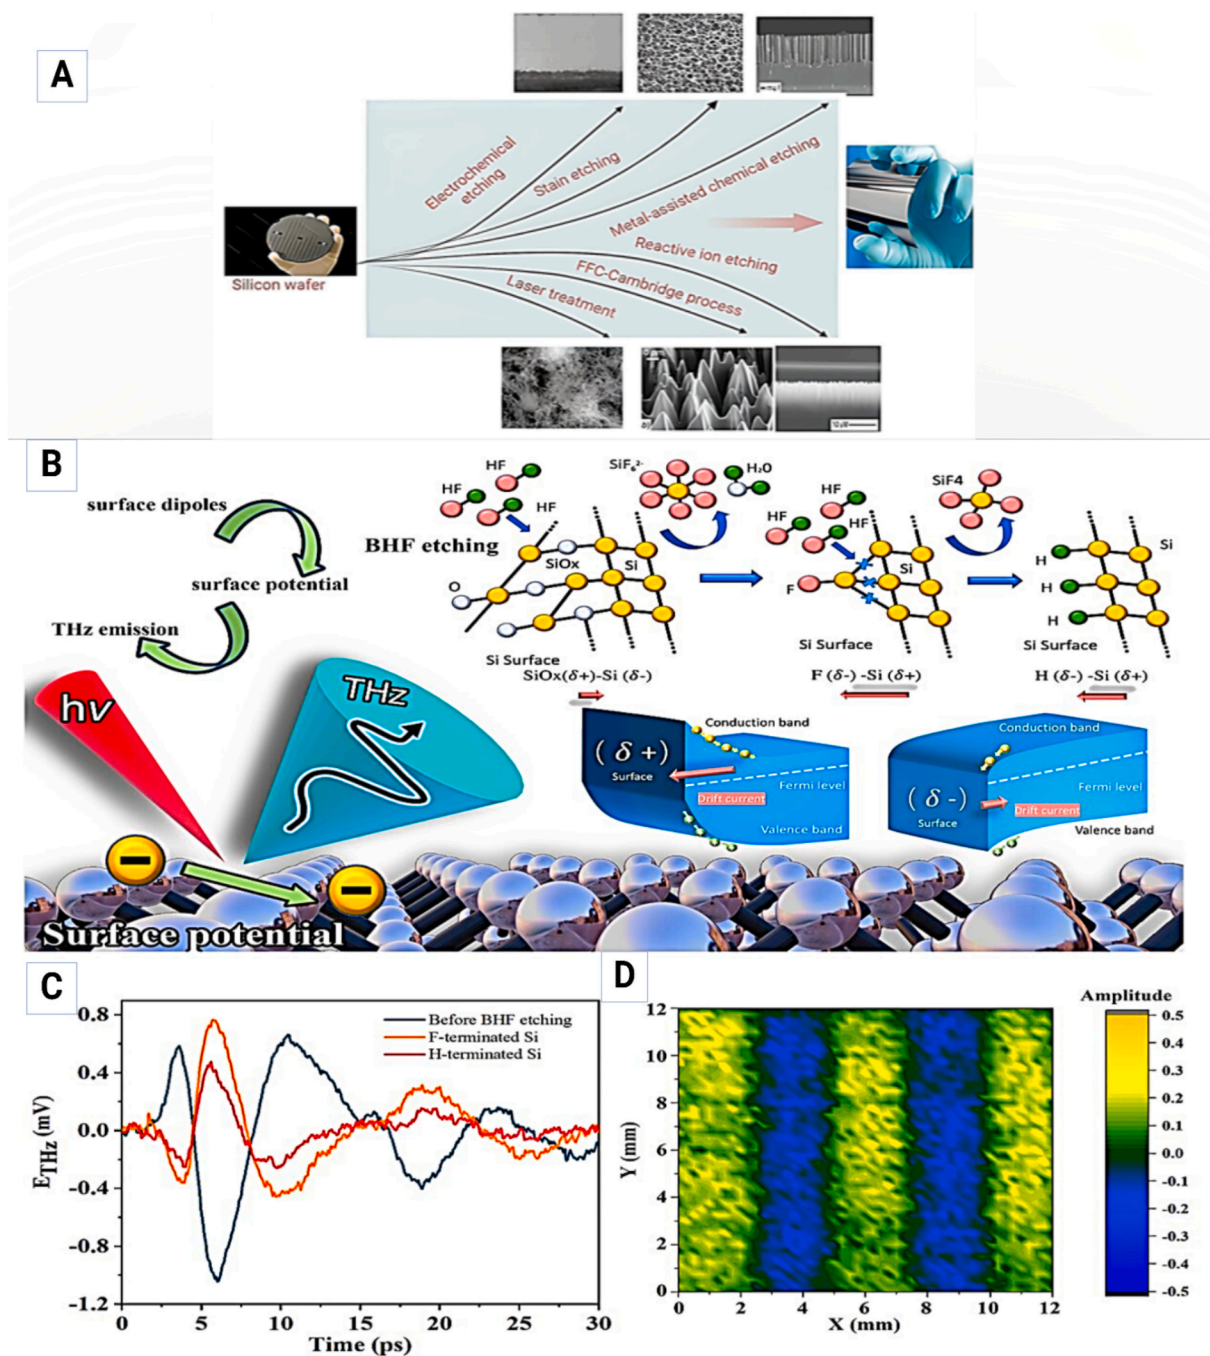 A
Electrochemical
etching
Stain etching
Metal-assisted chemical etching
Reactive ion etching
FFC-Cambridge process
Laser treatment
Silicon wafer
B
surface dipoles
surface potential
THz emission
hν
THz
Surface potential
BHF etching
HF
HF
HF
SiOx
Si
O
Si Surface
SiOx(δ+)-Si (δ-)
SiF₆²⁻
H₂O
HF
HF
HF
Si
F
Si Surface
F (δ-) -Si (δ+)
SiF4
Si
H
H
H
Si Surface
H (δ-) -Si (δ+)
(δ+)
Surface
Conduction band
Fermi level
Drift current
Valence band
(δ-)
Surface
Conduction band
Fermi level
Drift current
Valence band
C
E_THz (mV)
0.8
0.4
0.0
-0.4
-0.8
-1.2
Before BHF etching
F-terminated Si
H-terminated Si
0 5 10 15 20 25 30
Time (ps)
D
Y (mm)
12
10
8
6
4
2
0
0 2 4 6 8 10 12
X (mm)
Amplitude
0.5
0.4
0.3
0.2
0.1
0.0
-0.1
-0.2
-0.3
-0.4
-0.5